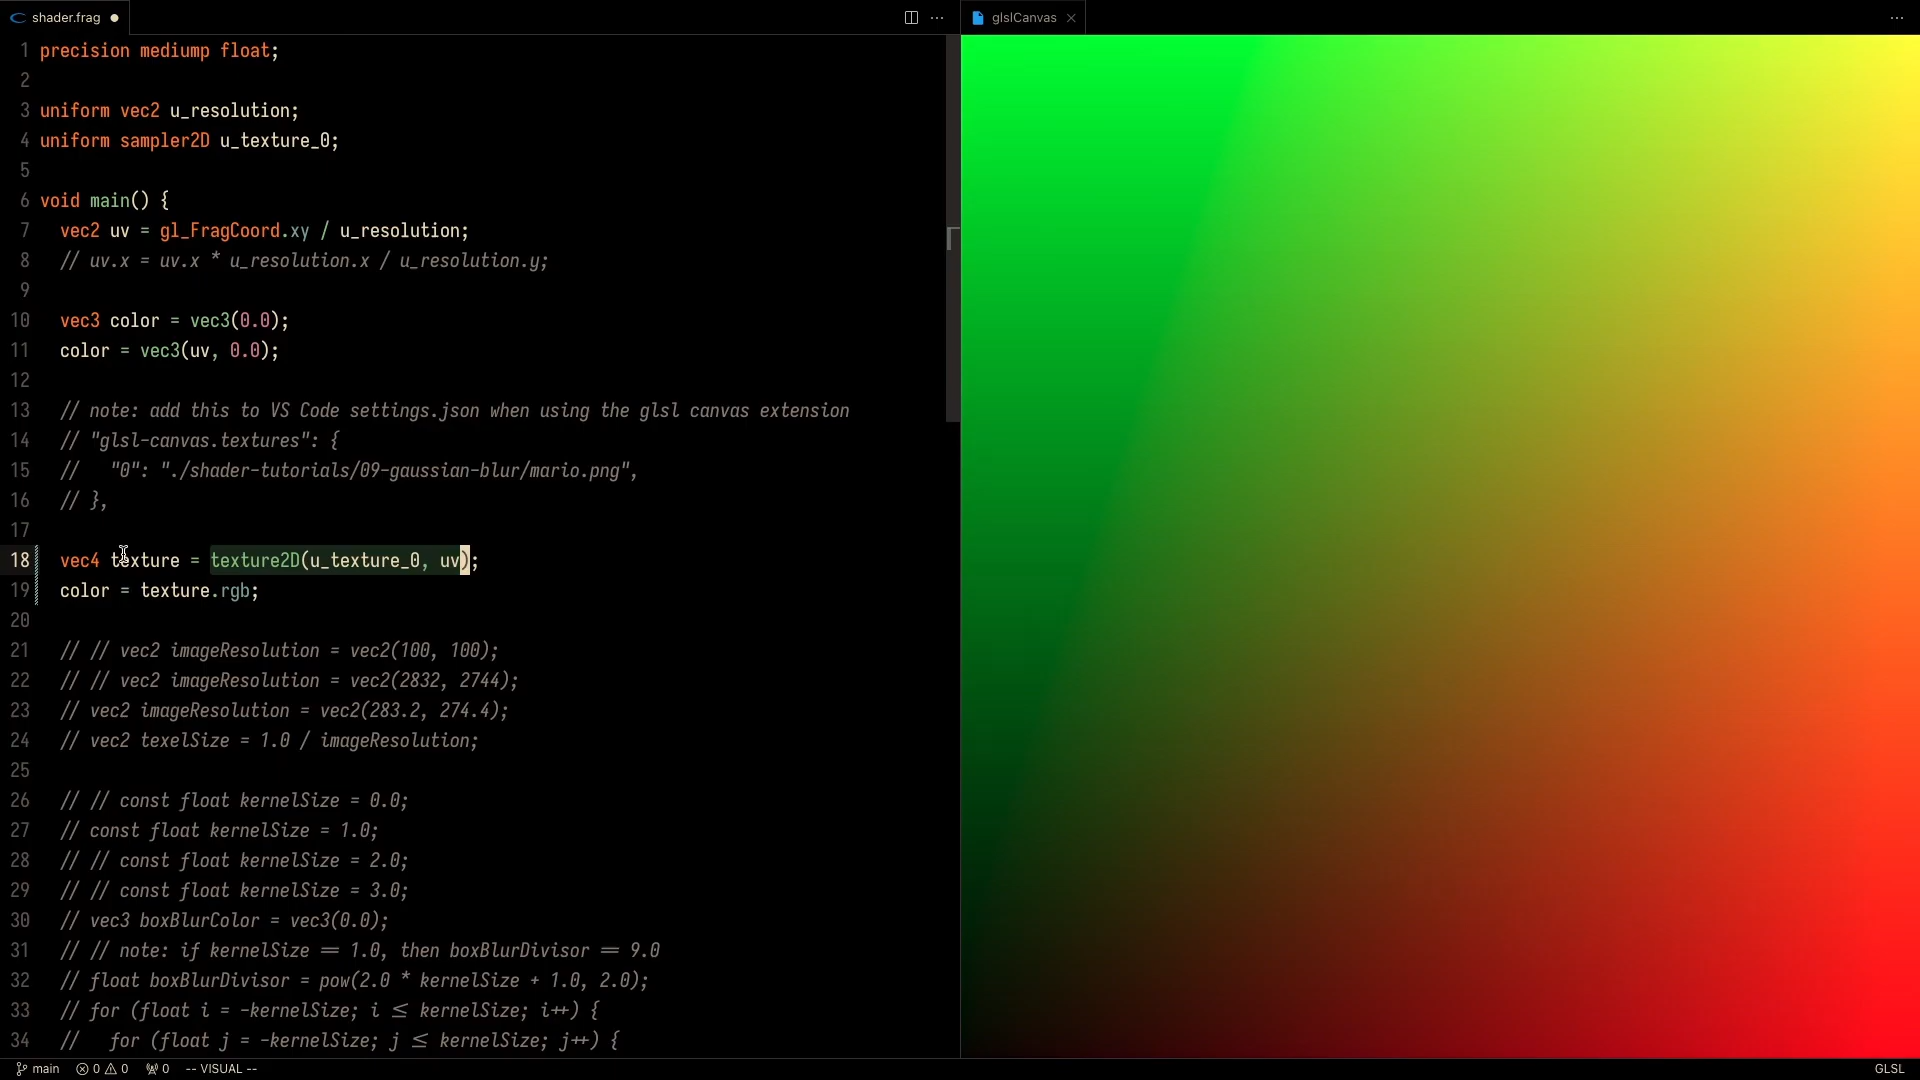 shader.frag
glslCanvas
1 precision mediump float;
2
3 uniform vec2 u_resolution;
4 uniform sampler2D u_texture_0;
5
6 void main() {
7 vec2 uv = gl_FragCoord.xy / u_resolution;
8 // uv.x = uv.x * u_resolution.x / u_resolution.y;
9
10 vec3 color = vec3(0.0);
11 color = vec3(uv, 0.0);
12
13 // note: add this to VS Code settings.json when using the glsl canvas extension
14 // "glsl-canvas.textures": {
15 //   "0": "./shader-tutorials/09-gaussian-blur/mario.png",
16 // },
17
18 vec4 texture = texture2D(u_texture_0, uv);
19 color = texture.rgb;
20
21 // // vec2 imageResolution = vec2(100, 100);
22 // // vec2 imageResolution = vec2(2832, 2744);
23 // vec2 imageResolution = vec2(283.2, 274.4);
24 // vec2 texelSize = 1.0 / imageResolution;
25
26 // // const float kernelSize = 0.0;
27 // const float kernelSize = 1.0;
28 // // const float kernelSize = 2.0;
29 // // const float kernelSize = 3.0;
30 // vec3 boxBlurColor = vec3(0.0);
31 // // note: if kernelSize == 1.0, then boxBlurDivisor == 9.0
32 // float boxBlurDivisor = pow(2.0 * kernelSize + 1.0, 2.0);
33 // for (float i = -kernelSize; i ≤ kernelSize; i++) {
34 //   for (float j = -kernelSize; j ≤ kernelSize; j++) {
main 0 0 0 -- VISUAL -- GLSL